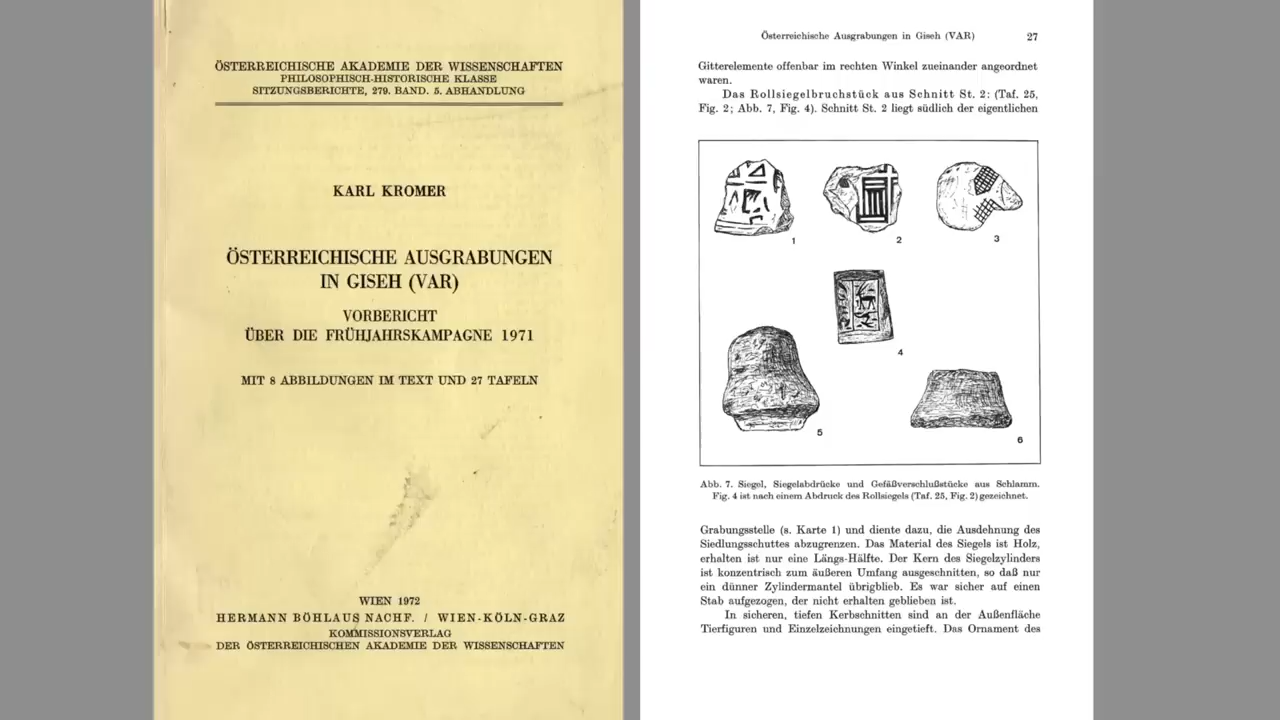 ÖSTERREICHISCHE AKADEMIE DER WISSENSCHAFTEN
PHILOSOPHISCH-HISTORISCHE KLASSE
SITZUNGSBERICHTE, 279. BAND. 5. ABHANDLUNG
KARL KROMER
ÖSTERREICHISCHE AUSGRABUNGEN
IN GISEH (VAR)
VORBERICHT
ÜBER DIE FRÜHJAHRSKAMPAGNE 1971
MIT 8 ABBILDUNGEN IM TEXT UND 27 TAFELN
WIEN 1972
HERMANN BÖHLAUS NACHF. / WIEN-KÖLN-GRAZ
KOMMISSIONSVERLAG
DER ÖSTERREICHISCHEN AKADEMIE DER WISSENSCHAFTEN
Österreichische Ausgrabungen in Giseh (VAR) 27
Gitterelemente offenbar im rechten Winkel zueinander angeordnet
waren.
Das Rollsiegelbruchstück aus Schnitt St. 2: (Taf. 25,
Fig. 2; Abb. 7, Fig. 4). Schnitt St. 2 liegt südlich der eigentlichen
1
2
3
4
5
6
Abb. 7. Siegel, Siegelabdrücke und Gefäßverschlußstücke aus Schlamm.
Fig. 4 ist nach einem Abdruck des Rollsiegels (Taf. 25, Fig. 2) gezeichnet.
Grabungsstelle (s. Karte 1) und diente dazu, die Ausdehnung des
Siedlungsschuttes abzugrenzen. Das Material des Siegels ist Holz,
erhalten ist nur eine Längs-Hälfte. Der Kern des Siegelzylinders
ist konzentrisch zum äußeren Umfang ausgeschnitten, so daß nur
ein dünner Zylindermantel übrigblieb. Es war sicher auf einen
Stab aufgezogen, der nicht erhalten geblieben ist.
In sicheren, tiefen Kerbschnitten sind an der Außenfläche
Tierfiguren und Einzelzeichnungen eingetieft. Das Ornament des